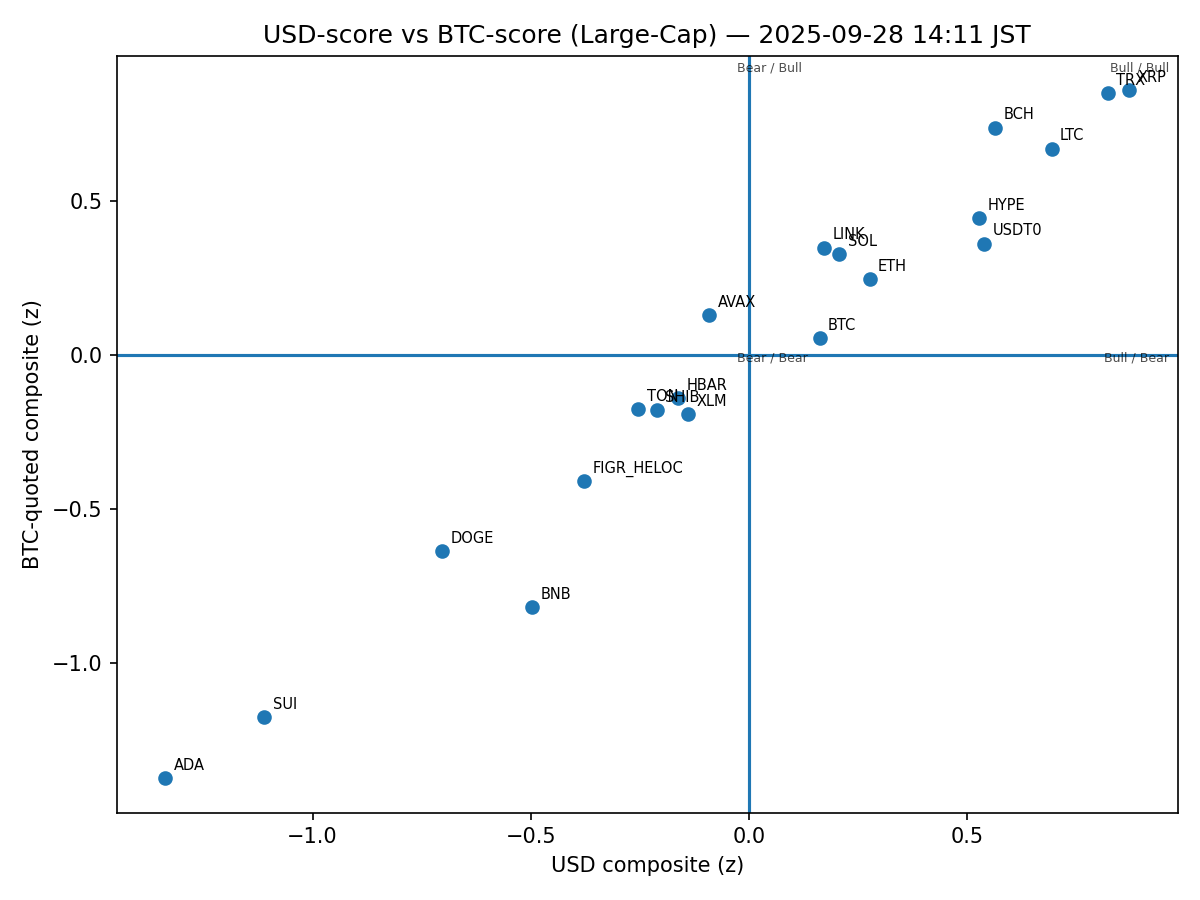 USD-score vs BTC-score (Large-Cap) — 2025-09-28 14:11 JST
Bear / Bull
Bull / Bull
TRX
XRP
BCH
LTC
0.5
HYPE
USDT0
LINK
SOL
ETH
AVAX
BTC
0.0
Bear / Bear
Bull / Bear
HBAR
TON
SHIB
XLM
FIGR_HELOC
−0.5
DOGE
BNB
−1.0
SUI
ADA
−1.0
−0.5
0.0
0.5
USD composite (z)
BTC-quoted composite (z)